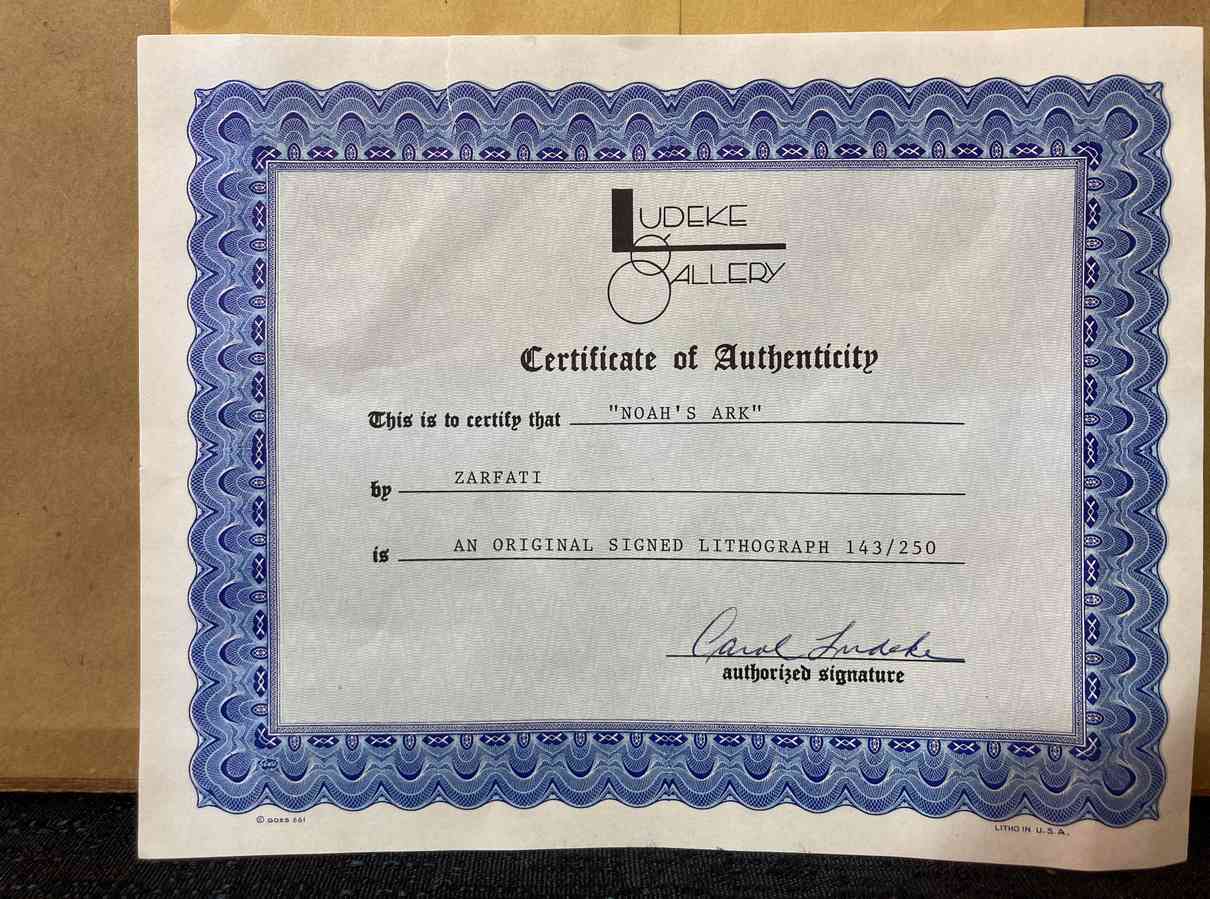 LUDEKE
GALLERY
Certificate of Authenticity
This is to certify that "NOAH'S ARK"
by ZARFATI
is AN ORIGINAL SIGNED LITHOGRAPH 143/250
Carol Ludeke
authorized signature
© GOES 661
LITHO IN U.S.A.